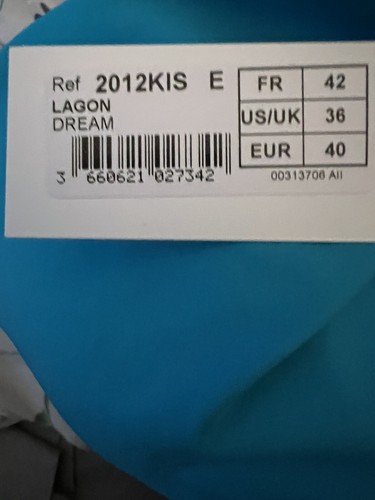 Ref 2012KIS E
LAGON
DREAM
3 660621 027342
FR 42
US/UK 36
EUR 40
00313706 All